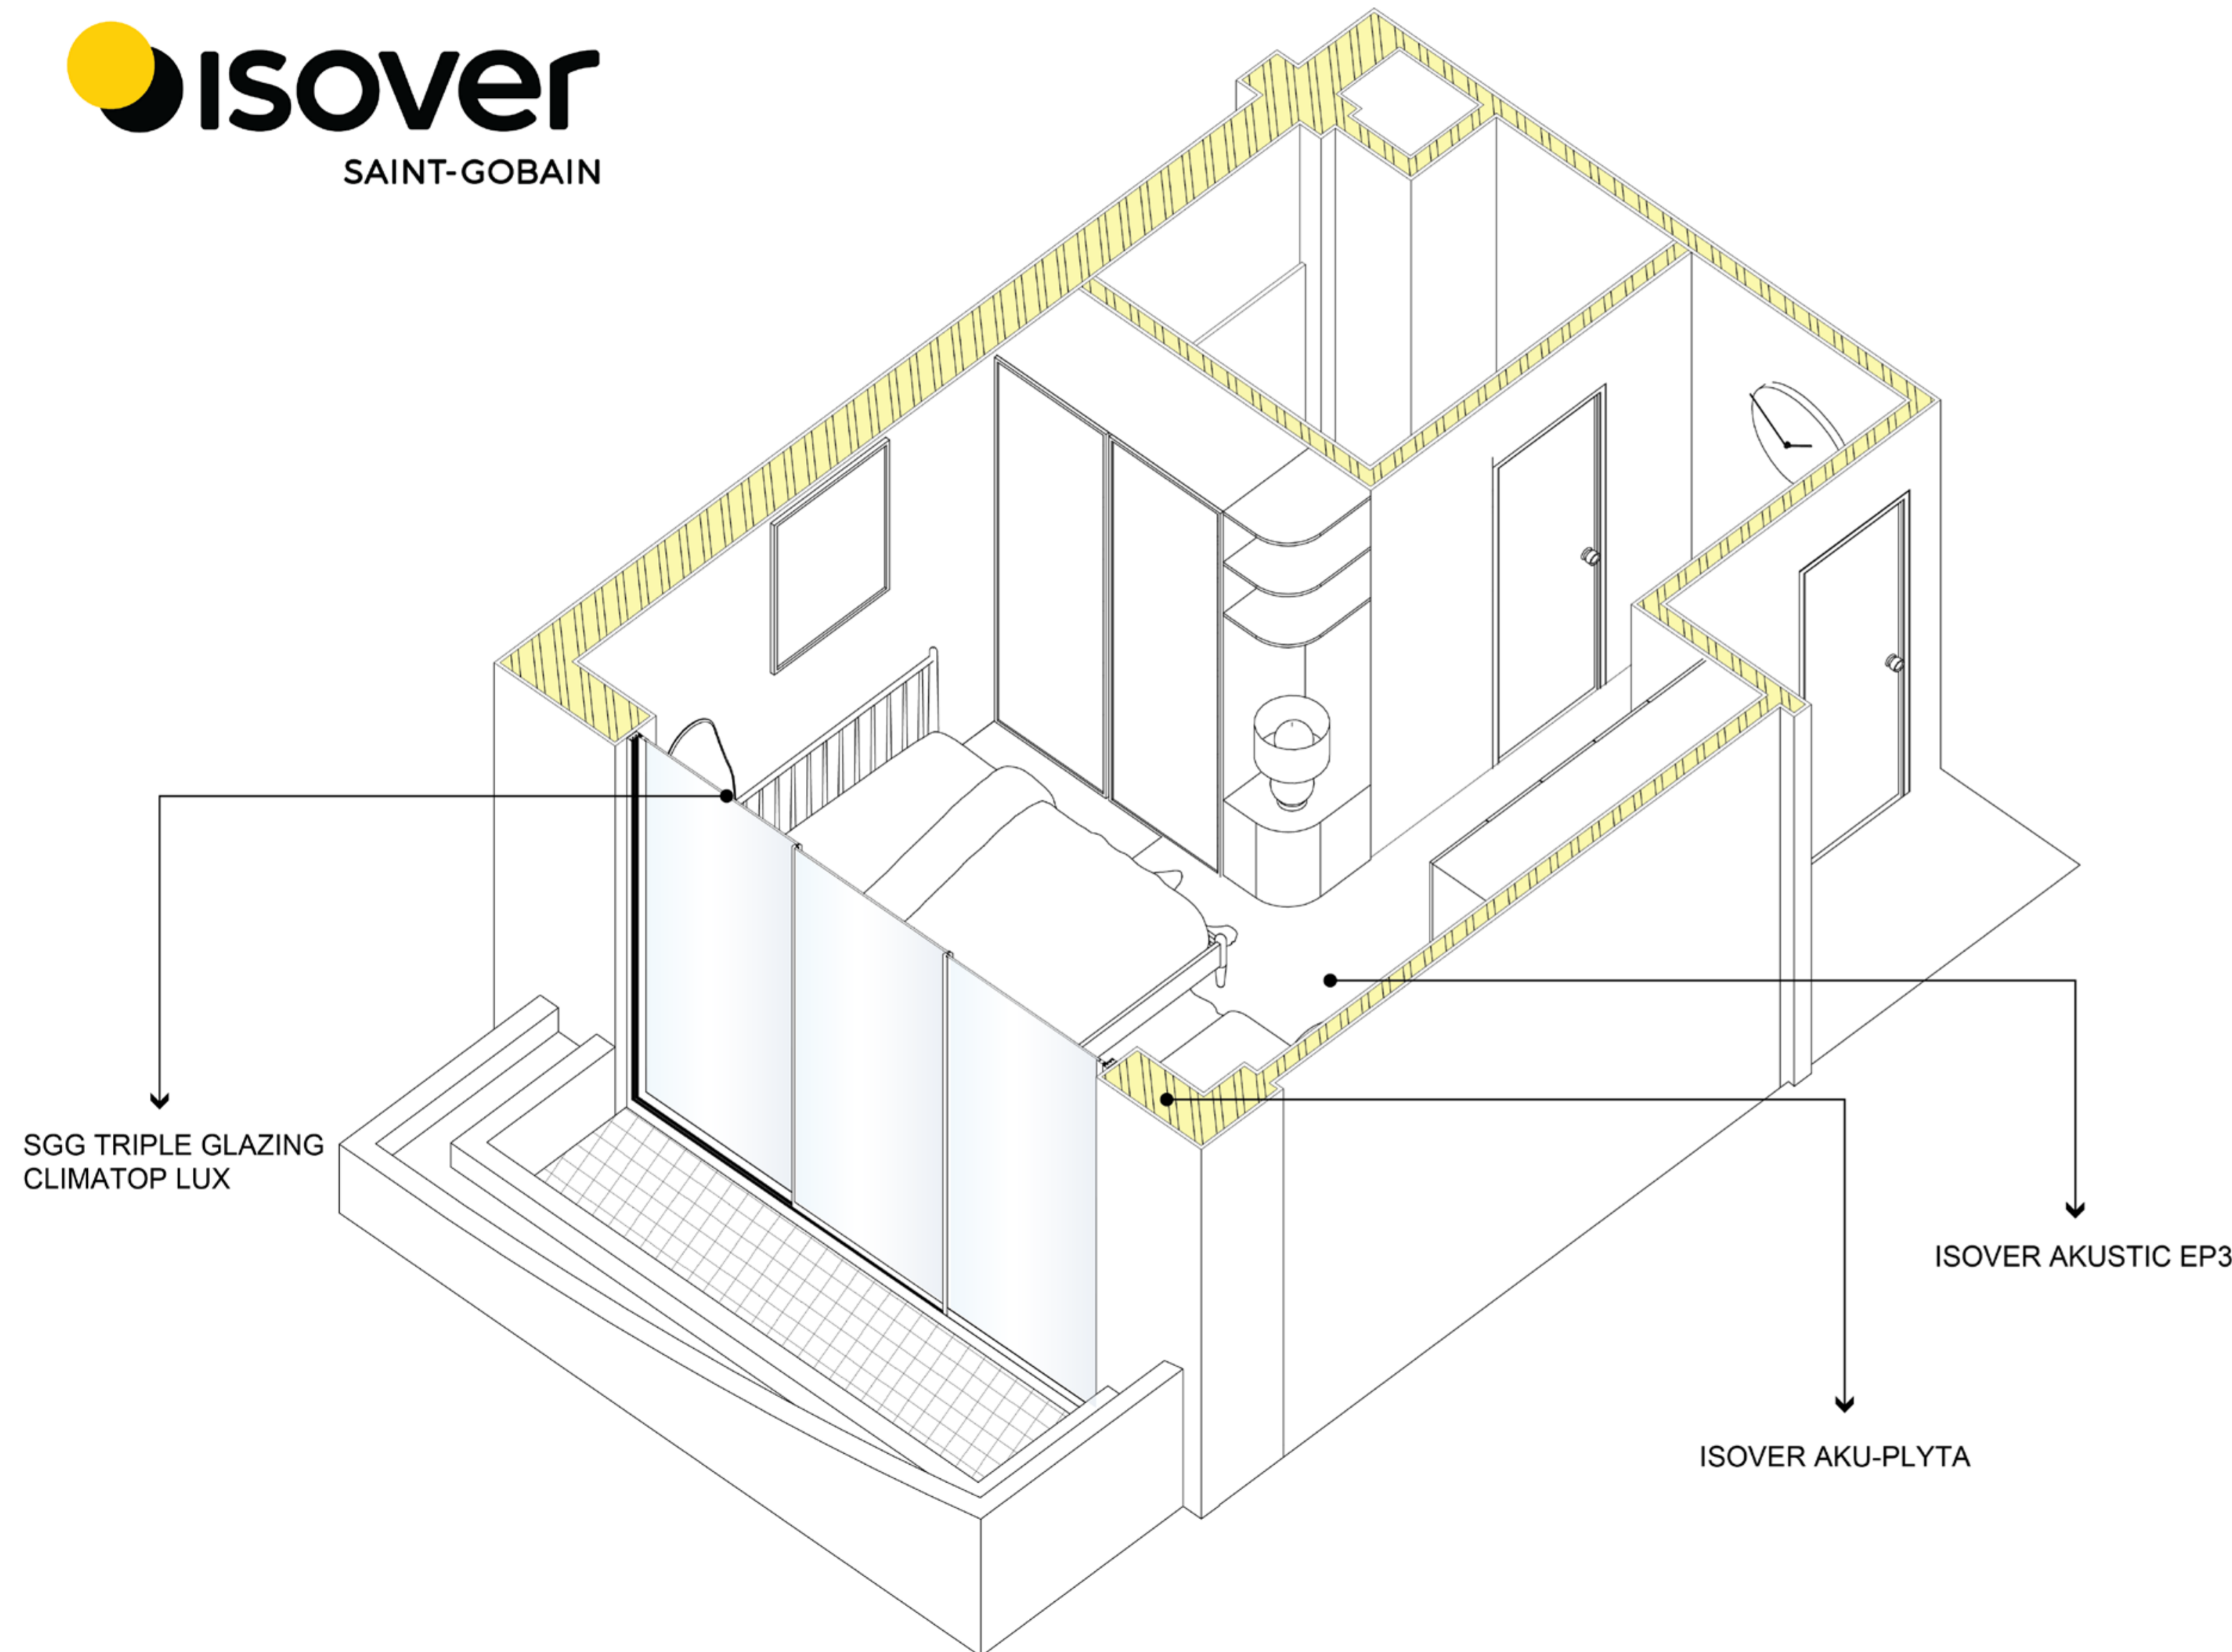 isover
SAINT-GOBAIN
SGG TRIPLE GLAZING
CLIMATOP LUX
ISOVER AKUSTIC EP3
ISOVER AKU-PLYTA